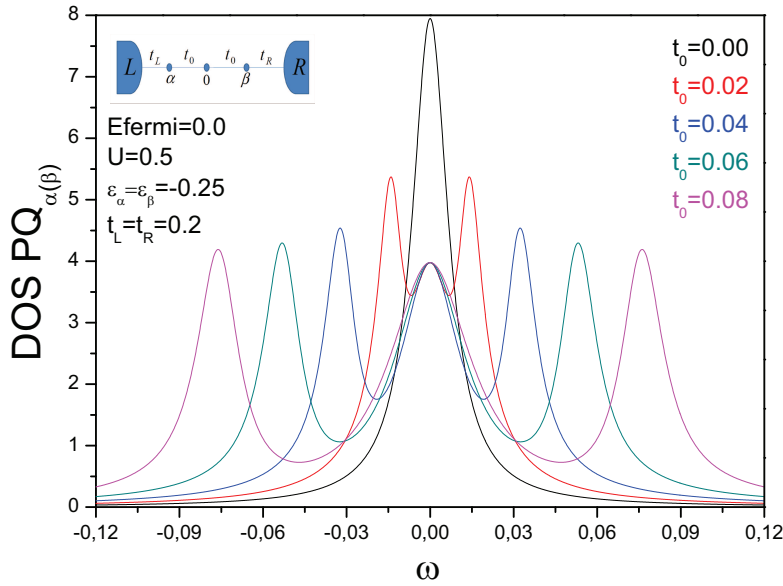 8
7
6
5
4
3
2
1
0
DOS PQα(β)
L t_L t_0 t_0 t_R R
α 0 β
Efermi=0.0
U=0.5
ε_α=ε_β=-0.25
t_L=t_R=0.2
t_0=0.00
t_0=0.02
t_0=0.04
t_0=0.06
t_0=0.08
-0,12 -0,09 -0,06 -0,03 0,00 0,03 0,06 0,09 0,12
ω